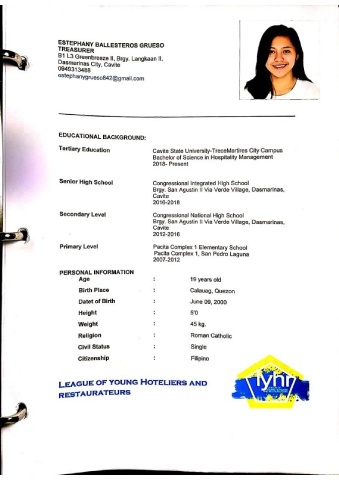 ESTEPHANY BALLESTEROS GRUESO
TREASURER
B1 L3 Greenbreeze II, Brgy. Langkaan II,
Dasmarinas City, Cavite
0949313488
estephanygrueso642@gmail.com
EDUCATIONAL BACKGROUND:
Tertiary Education Cavite State University-TreceMartires City Campus
Bachelor of Science in Hospitality Management
2018- Present
Senior High School Congressional Integrated High School
Brgy. San Agustin II Via Verde Village, Dasmarinas,
Cavite
2016-2018
Secondary Level Congressional National High School
Brgy. San Agustin II Via Verde Village, Dasmarinas,
Cavite
2012-2016
Primary Level Pacita Complex 1 Elementary School
Pacita Complex 1, San Pedro Laguna
2007-2012
PERSONAL INFORMATION
Age : 19 years old
Birth Place : Calauag, Quezon
Datet of Birth : June 09, 2000
Height : 5'0
Weight : 45 kg.
Religion : Roman Catholic
Civil Status : Single
Citizenship : Filipino
LEAGUE OF YOUNG HOTELIERS AND
RESTAURATEURS
lyhr